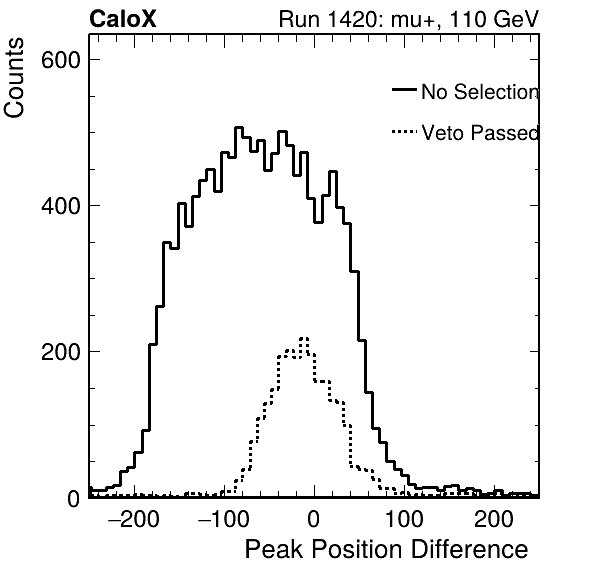 CaloX Run 1420: mu+, 110 GeV
Counts
600
No Selection
Veto Passed
400
200
0
−200 −100 0 100 200
Peak Position Difference